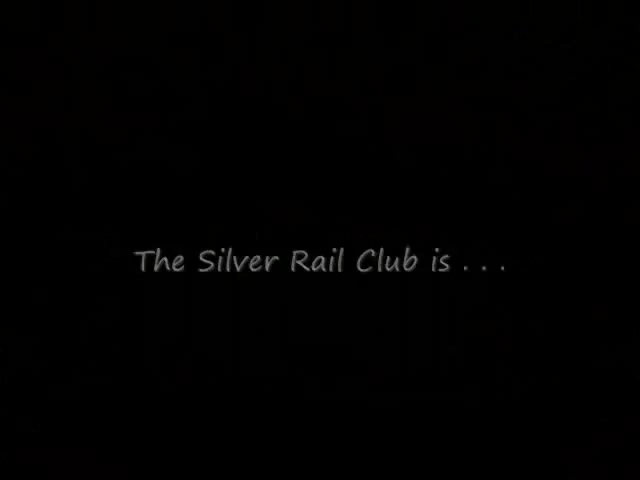 The Silver Rail Club is . . .